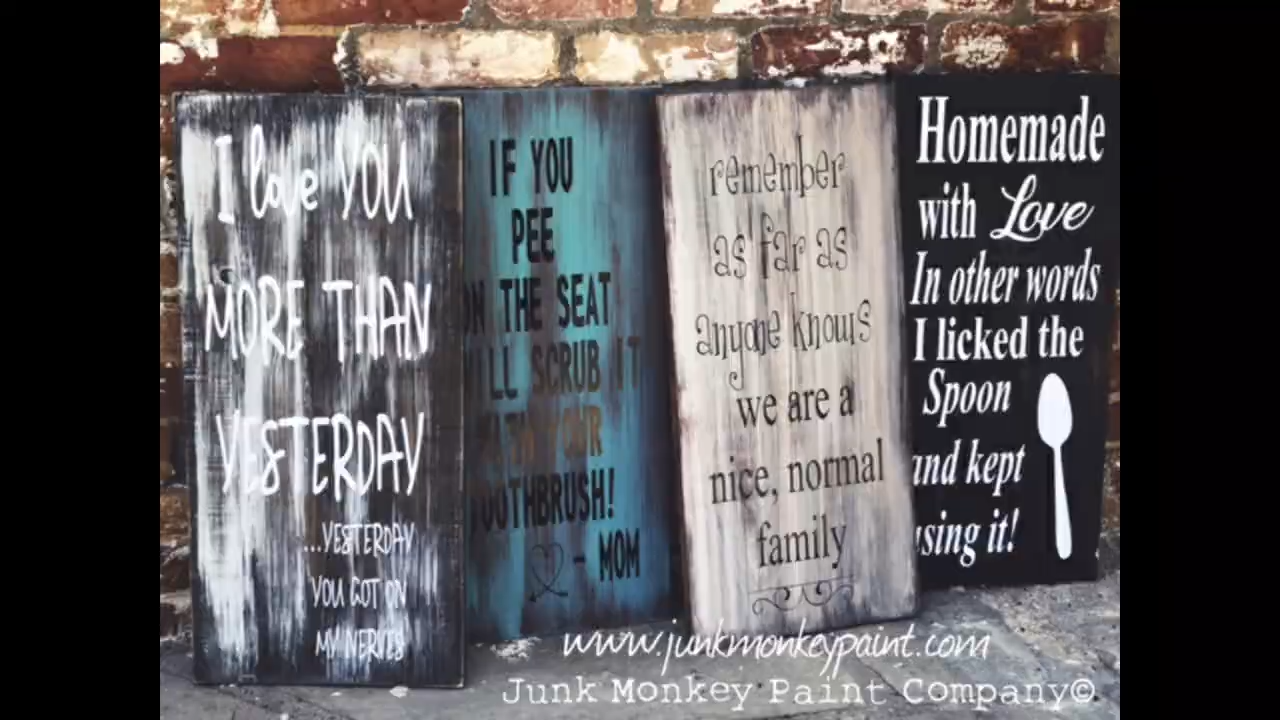 I love YOU
MORE THAN
YESTERDAY
...YESTERDAY
YOU GOT ON
MY NERVES
IF YOU
PEE
ON THE SEAT
SCRUB IT
YOUR
TOOTHBRUSH!
- MOM
remember
as far as
anyone knows
we are a
nice, normal
family
Homemade
with Love
In other words
I licked the
Spoon
and kept
using it!
www.junkmonkeypaint.com
Junk Monkey Paint Company©